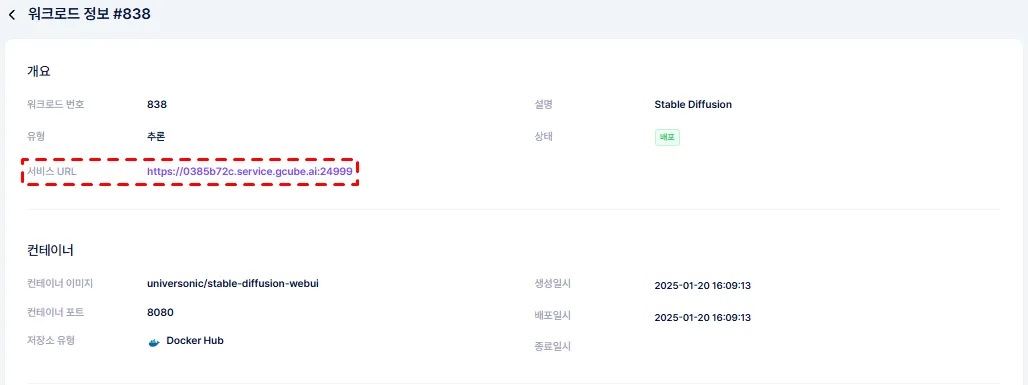 워크로드 정보 #838
개요
워크로드 번호 838 설명 Stable Diffusion
유형 추론 상태 배포
서비스 URL https://0385b72c.service.gcube.ai:24999
컨테이너
컨테이너 이미지 universonic/stable-diffusion-webui 생성일시 2025-01-20 16:09:13
컨테이너 포트 8080 배포일시 2025-01-20 16:09:13
저장소 유형 Docker Hub 종료일시